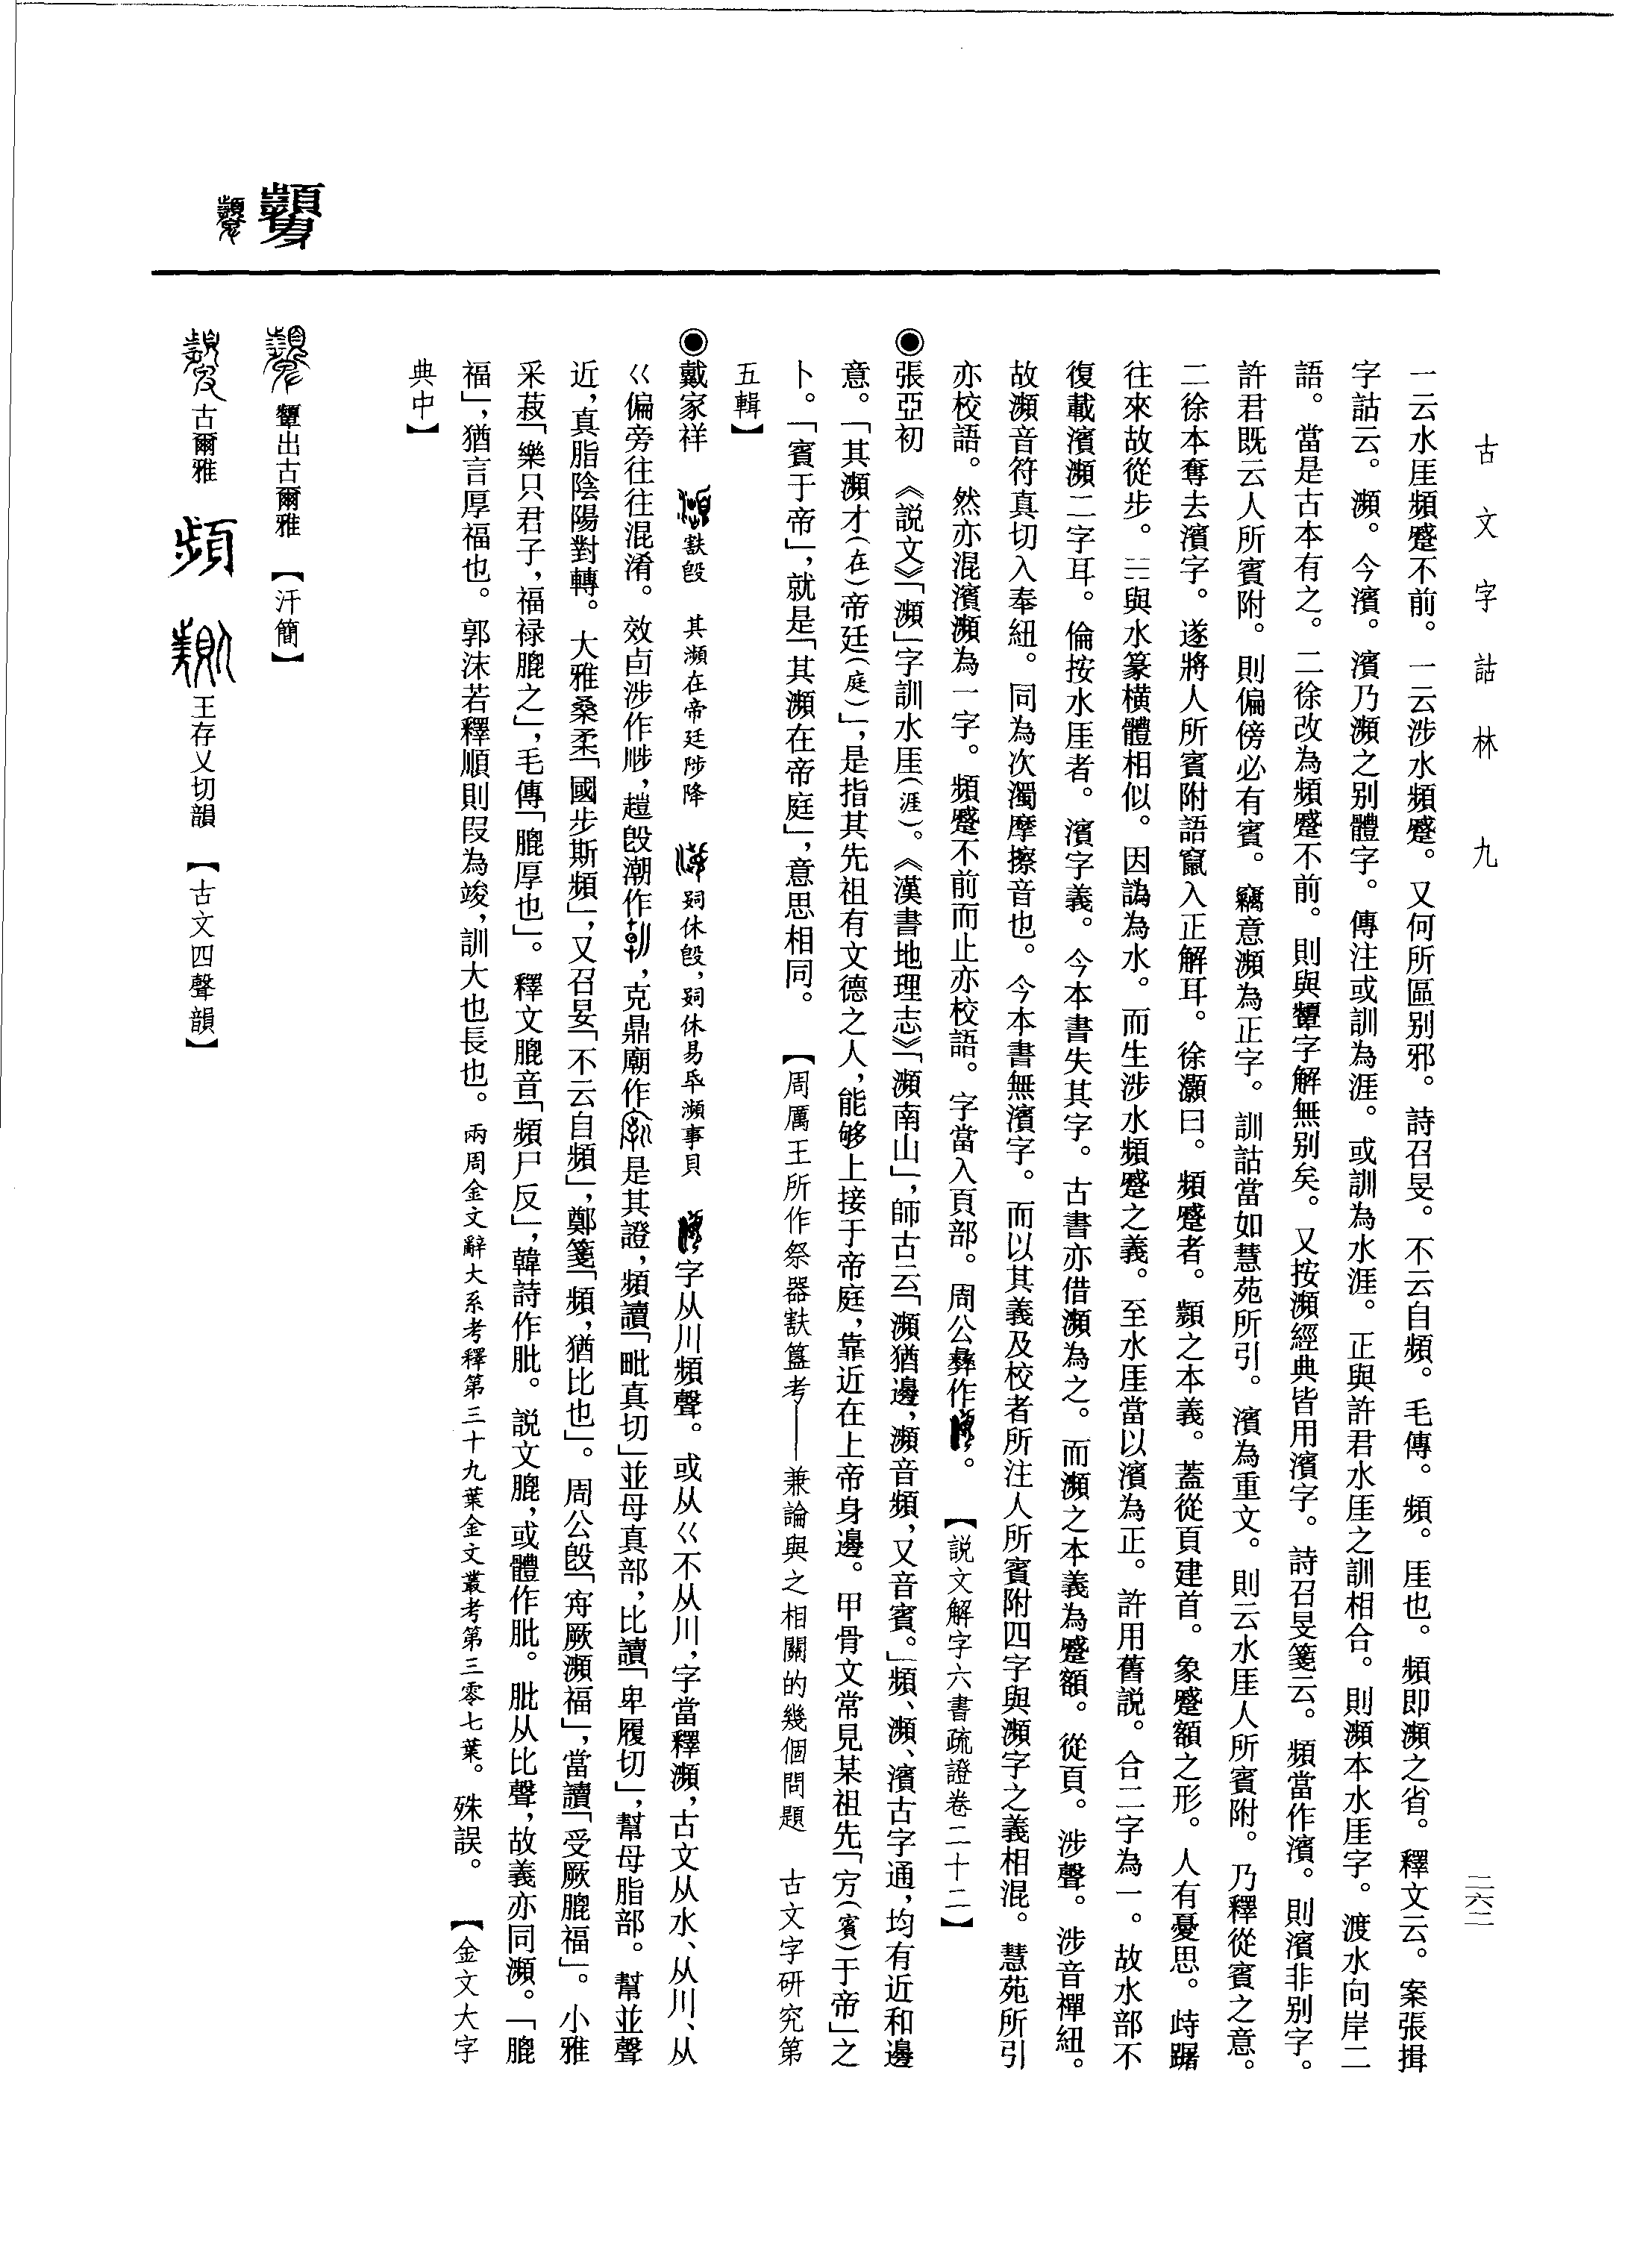 古文字詁林 九
二六二
一云水厓頻蹙不前。一云涉水頻蹙。又何所區别邪。詩召旻。不云自頻。毛傳。頻。厓也。頻即瀕之省。釋文云。案張揖
字詁云。瀕。今濱。濱乃瀕之别體字。傳注或訓為涯。或訓為水涯。正與許君水厓之訓相合。則瀕本水厓字。渡水向岸二
語。當是古本有之。二徐改為頻蹙不前。則與顰字解無别矣。又按瀕經典皆用濱字。詩召旻箋云。頻當作濱。則濱非别字。
許君既云人所賓附。則偏傍必有賓。竊意瀕為正字。訓詁當如慧苑所引。濱為重文。則云水厓人所賓附。乃釋從賓之意。
二徐本奪去濱字。遂將人所賓附語竄入正解耳。徐灝曰。頻蹙者。顥之本義。蓋從頁建首。象蹙額之形。人有憂思。歭踞
往來故從步。與水篆横體相似。因譌為水。而生涉水頻蹙之義。至水厓當以濱為正。許用舊説。合二字為一。故水部不
復載濱瀕二字耳。倫按水厓者。濱字義。今本書失其字。古書亦借瀕為之。而瀕之本義為蹙額。從頁。涉聲。涉音禪紐。
故瀕音符真切入奉紐。同為次濁摩擦音也。今本書無濱字。而以其義及校者所注人所賓附四字與瀕字之義相混。慧苑所引
亦校語。然亦混濱瀕為一字。頻蹙不前而止亦校語。字當入頁部。周公彝作。【説文解字六書疏證卷二十二】
◉張亞初 《説文》「瀕」字訓水厓(涯)。《漢書地理志》「瀕南山」,師古云「瀕猶邊,瀕音頻,又音賓。」頻、瀕、濱古字通,均有近和邊
意。「其瀕才(在)帝廷(庭)」,是指其先祖有文德之人,能够上接于帝庭,靠近在上帝身邊。甲骨文常見某祖先「宾(賓)于帝」之
卜。「賓于帝」,就是「其瀕在帝庭」,意思相同。 【周厲王所作祭器㝬簋考——兼論與之相關的幾個問題 古文字研究第
五輯】
◉戴家祥 㝬𣪘 其瀕在帝廷陟降 𤔲休𣪘,𤔲休易氒瀕事貝 字从川頻聲。或从巜不从川,字當釋瀕,古文从水、从川、从
巜偏旁往往混淆。效卣涉作,趞𣪘潮作,克鼎廟作是其證,頻讀「毗真切」並母真部,比讀「卑履切」,幫母脂部。幫並聲
近,真脂陰陽對轉。大雅桑柔「國步斯頻」,又召旻「不云自頻」,鄭箋「頻,猶比也」。周公𣪘「㝬厥瀕福」,當讀「受厥膍福」。小雅
采菽「樂只君子,福禄膍之」,毛傳「膍厚也」。釋文膍音「頻尸反」,韓詩作肶。説文膍,或體作肶。肶从比聲,故義亦同瀕。「膍
福」,猶言厚福也。郭沫若釋順則叚為竣,訓大也長也。兩周金文辭大系考釋第三十九葉金文叢考第三零七葉。殊誤。 【金文大字
典中】
顰
顰出古爾雅 【汗簡】
古爾雅 王存乂切韻 【古文四聲韻】